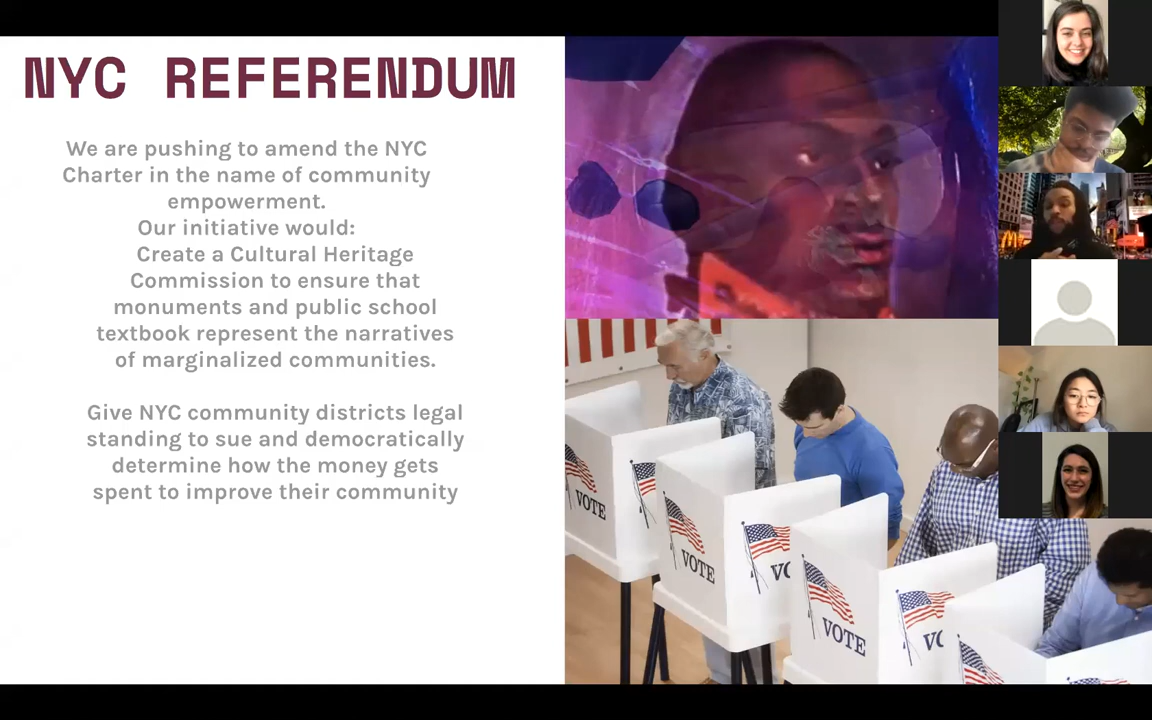 NYC REFERENDUM
We are pushing to amend the NYC
Charter in the name of community
empowerment.
Our initiative would:
Create a Cultural Heritage
Commission to ensure that
monuments and public school
textbook represent the narratives
of marginalized communities.
Give NYC community districts legal
standing to sue and democratically
determine how the money gets
spent to improve their community
VOTE
VOTE
VO
VOTE
VO